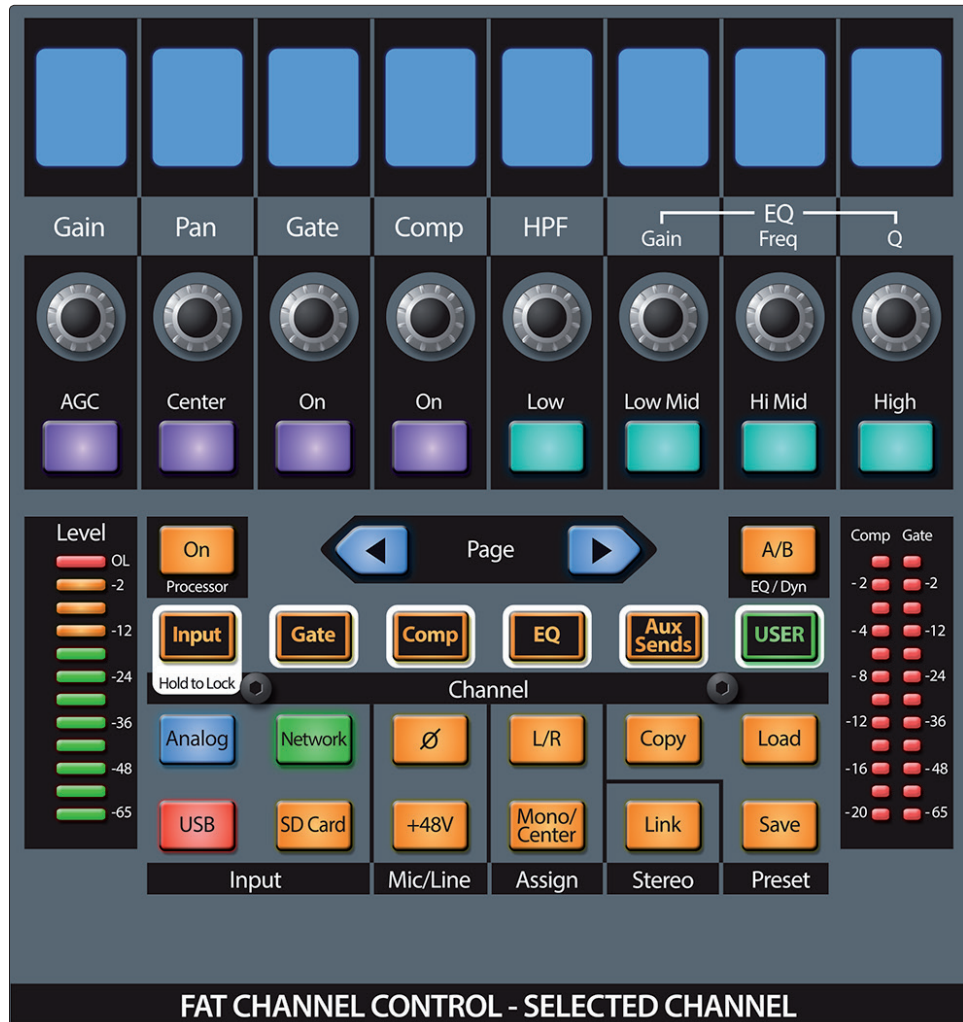 Gain Pan Gate Comp HPF EQ
Gain Freq Q
AGC Center On On Low Low Mid Hi Mid High
Level
OL
-2
-12
-24
-36
-48
-65
On
Processor
Page
A/B
EQ / Dyn
Comp Gate
-2 -2
-4 -12
-8 -24
-12 -36
-16 -48
-20 -65
Input Gate Comp EQ Aux Sends USER
Hold to Lock
Channel
Analog Network Ø L/R Copy Load
USB SD Card +48V Mono/
Center Link Save
Input Mic/Line Assign Stereo Preset
FAT CHANNEL CONTROL - SELECTED CHANNEL